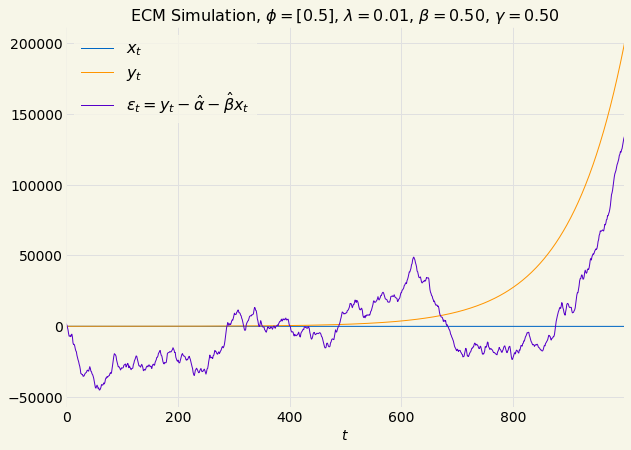 ECM Simulation, ϕ = [0.5], λ = 0.01, β = 0.50, γ = 0.50
x_t
y_t
ε_t = y_t − α̂ − β̂x_t
200000
150000
100000
50000
0
−50000
0 200 400 600 800
t